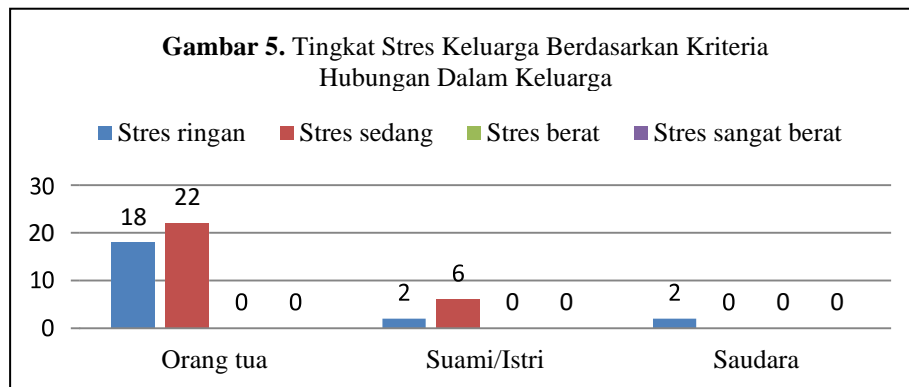 Gambar 5. Tingkat Stres Keluarga Berdasarkan Kriteria
Hubungan Dalam Keluarga
Stres ringan Stres sedang Stres berat Stres sangat berat
30
20
10
0
18 22 0 0
2 6 0 0
2 0 0 0
Orang tua Suami/Istri Saudara